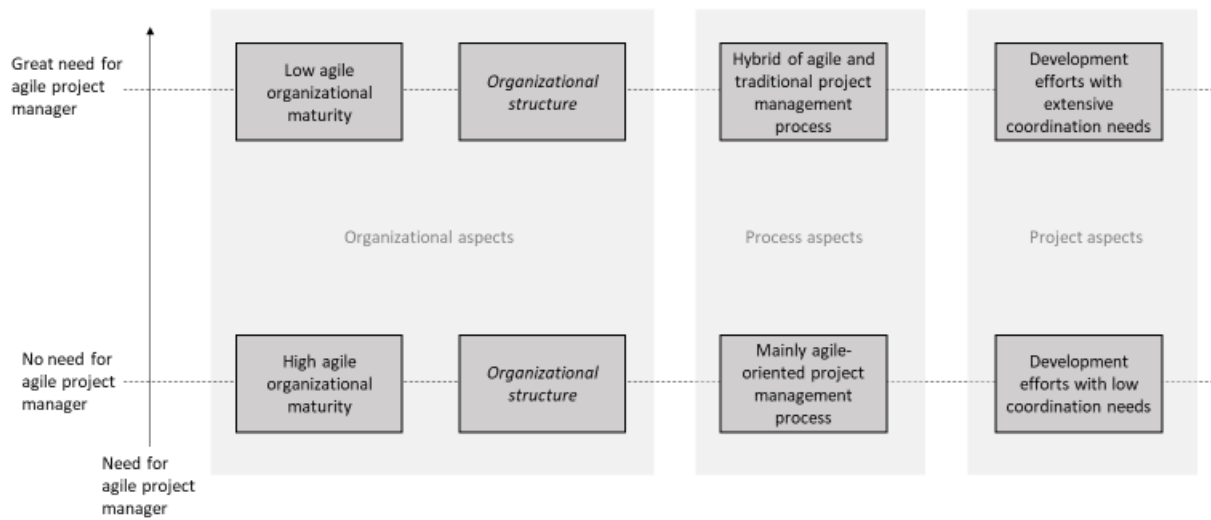 Great need for
agile project
manager
Low agile
organizational
maturity
Organizational
structure
Hybrid of agile and
traditional project
management
process
Development
efforts with
extensive
coordination needs
Organizational aspects
Process aspects
Project aspects
No need for
agile project
manager
High agile
organizational
maturity
Organizational
structure
Mainly agile-
oriented project
management
process
Development
efforts with low
coordination needs
Need for
agile project
manager